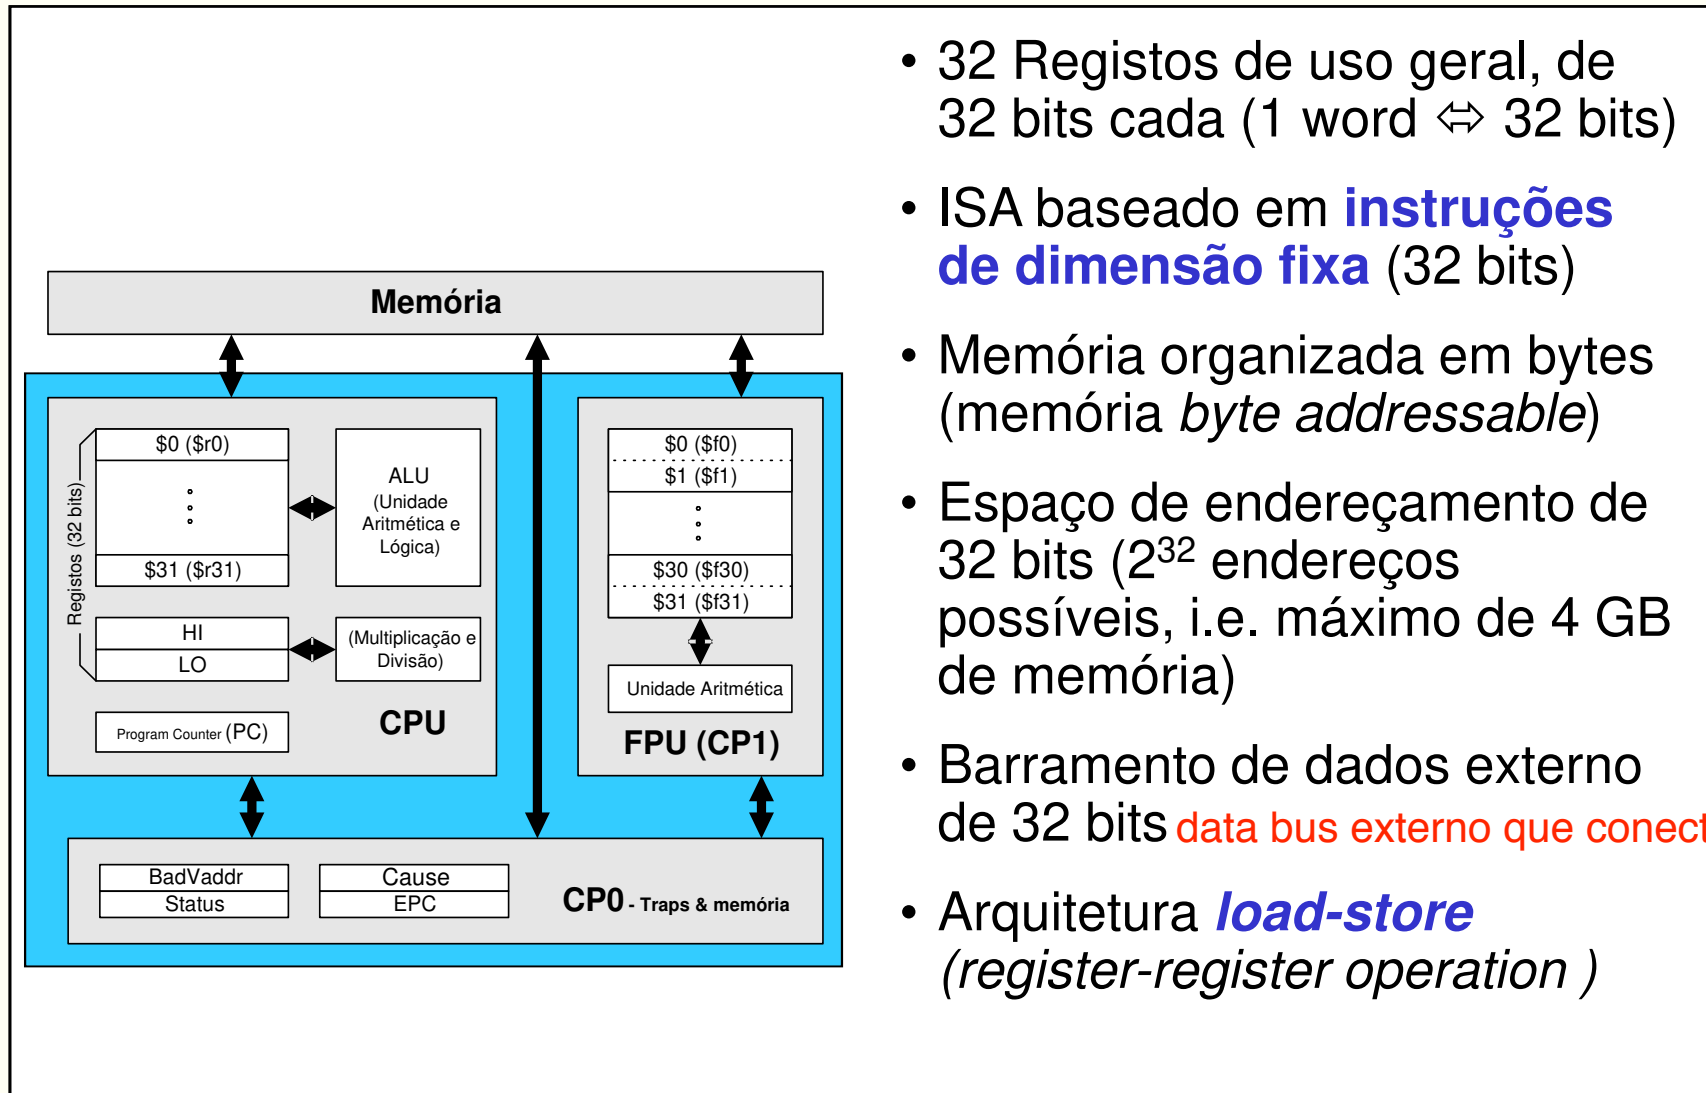 Memória
Registos (32 bits)
$0 ($r0)
$31 ($r31)
HI
LO
ALU
(Unidade
Aritmética e
Lógica)
(Multiplicação e
Divisão)
Program Counter (PC)
CPU
$0 ($f0)
$1 ($f1)
$30 ($f30)
$31 ($f31)
Unidade Aritmética
FPU (CP1)
BadVaddr
Status
Cause
EPC
CP0 - Traps & memória
• 32 Registos de uso geral, de
32 bits cada (1 word ⇔ 32 bits)
• ISA baseado em instruções
de dimensão fixa (32 bits)
• Memória organizada em bytes
(memória byte addressable)
• Espaço de endereçamento de
32 bits (2³² endereços
possíveis, i.e. máximo de 4 GB
de memória)
• Barramento de dados externo
de 32 bits data bus externo que conect
• Arquitetura load-store
(register-register operation )